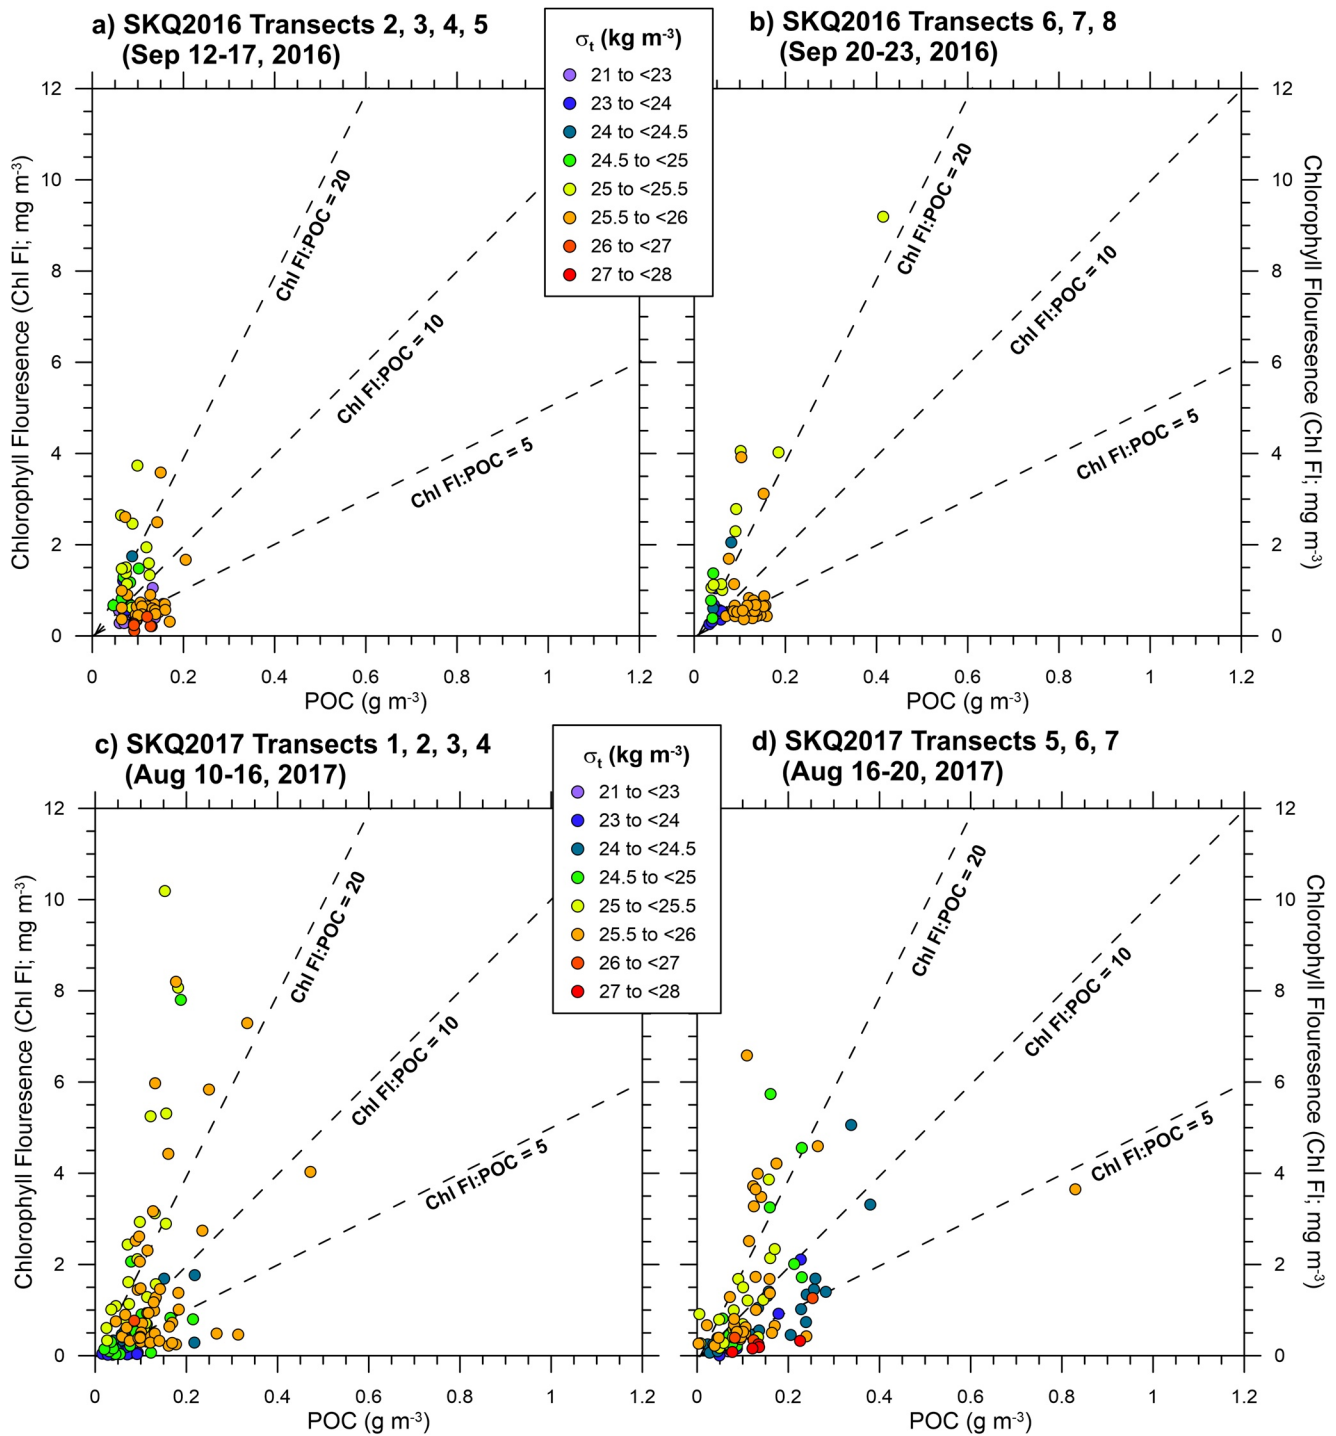 a) SKQ2016 Transects 2, 3, 4, 5
(Sep 12-17, 2016)
b) SKQ2016 Transects 6, 7, 8
(Sep 20-23, 2016)
σt (kg m-3)
21 to <23
23 to <24
24 to <24.5
24.5 to <25
25 to <25.5
25.5 to <26
26 to <27
27 to <28
Chlorophyll Flouresence (Chl Fl; mg m-3)
12
10
8
6
4
2
0
Chl Fl:POC = 20
Chl Fl:POC = 10
Chl Fl:POC = 5
0
0.2
0.4
0.6
0.8
1
1.2
POC (g m-3)
Chl Fl:POC = 20
Chl Fl:POC = 10
Chl Fl:POC = 5
12
10
8
6
4
2
0
Chlorophyll Flouresence (Chl Fl; mg m-3)
0
0.2
0.4
0.6
0.8
1
1.2
POC (g m-3)
c) SKQ2017 Transects 1, 2, 3, 4
(Aug 10-16, 2017)
d) SKQ2017 Transects 5, 6, 7
(Aug 16-20, 2017)
σt (kg m-3)
21 to <23
23 to <24
24 to <24.5
24.5 to <25
25 to <25.5
25.5 to <26
26 to <27
27 to <28
Chlorophyll Flouresence (Chl Fl; mg m-3)
12
10
8
6
4
2
0
Chl Fl:POC = 20
Chl Fl:POC = 10
Chl Fl:POC = 5
0
0.2
0.4
0.6
0.8
1
1.2
POC (g m-3)
Chl Fl:POC = 20
Chl Fl:POC = 10
Chl Fl:POC = 5
12
10
8
6
4
2
0
Chlorophyll Flouresence (Chl Fl; mg m-3)
0
0.2
0.4
0.6
0.8
1
1.2
POC (g m-3)